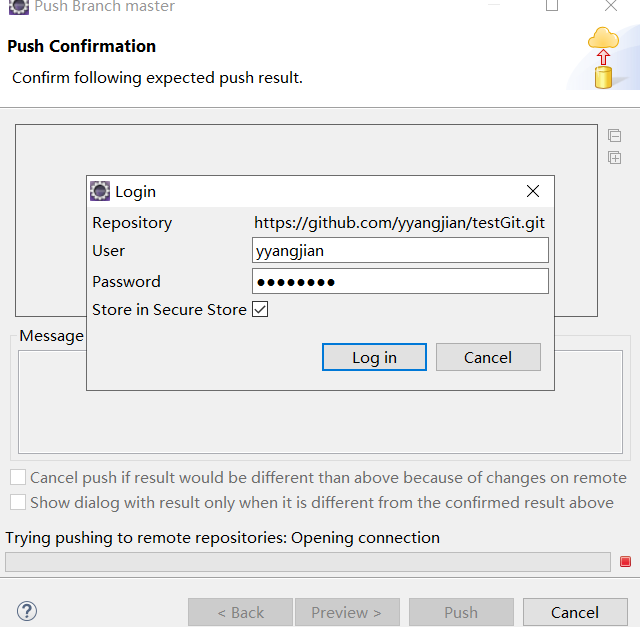 Push Branch master
Push Confirmation
Confirm following expected push result.
Login
Repository https://github.com/yyangjian/testGit.git
User yyangjian
Password ●●●●●●●●
Store in Secure Store
Log in Cancel
Message
Cancel push if result would be different than above because of changes on remote
Show dialog with result only when it is different from the confirmed result above
Trying pushing to remote repositories: Opening connection
< Back Preview > Push Cancel